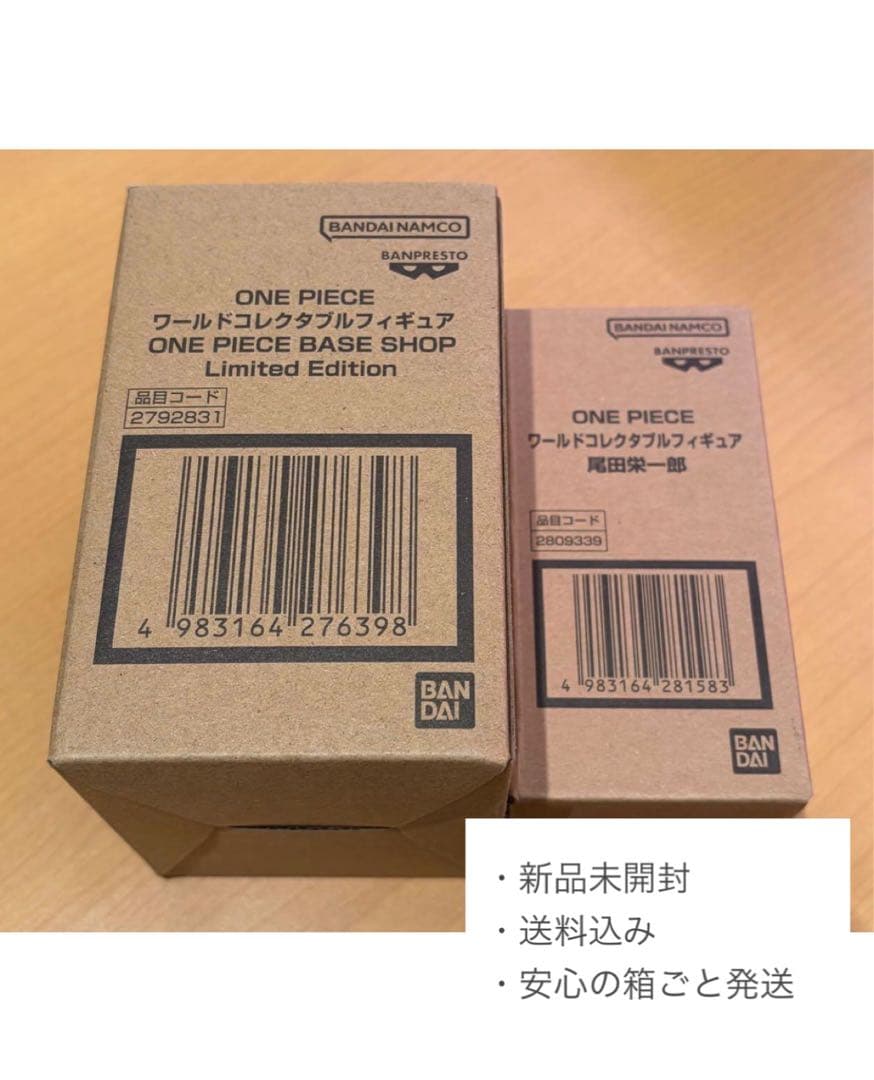 BANDAI NAMCO
BANPRESTO
ONE PIECE
ワールドコレクタブルフィギュア
ONE PIECE BASE SHOP
Limited Edition
品目コード
2792831
4 983164 276398
BAN
DAI
BANDAI NAMCO
BANPRESTO
ONE PIECE
ワールドコレクタブルフィギュア
尾田栄一郎
品目コード
2809339
4 983164 281583
BAN
DAI
・新品未開封
・送料込み
・安心の箱ごと発送